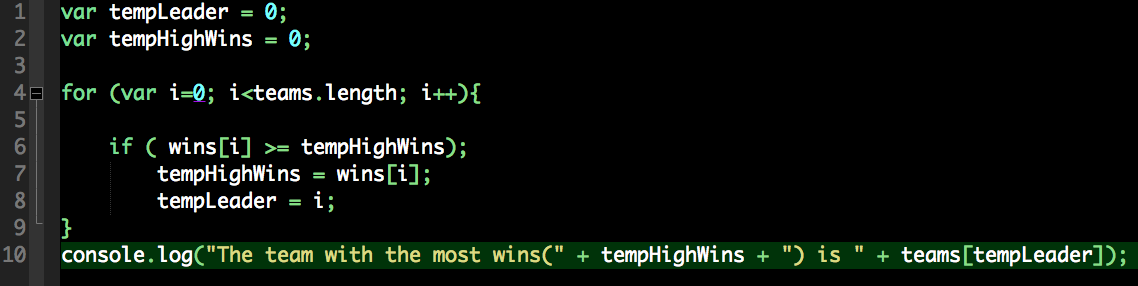 1 var tempLeader = 0;
2 var tempHighWins = 0;
3
4 for (var i=0; i<teams.length; i++){
5
6     if ( wins[i] >= tempHighWins);
7         tempHighWins = wins[i];
8         tempLeader = i;
9 }
10 console.log("The team with the most wins(" + tempHighWins + ") is " + teams[tempLeader]);